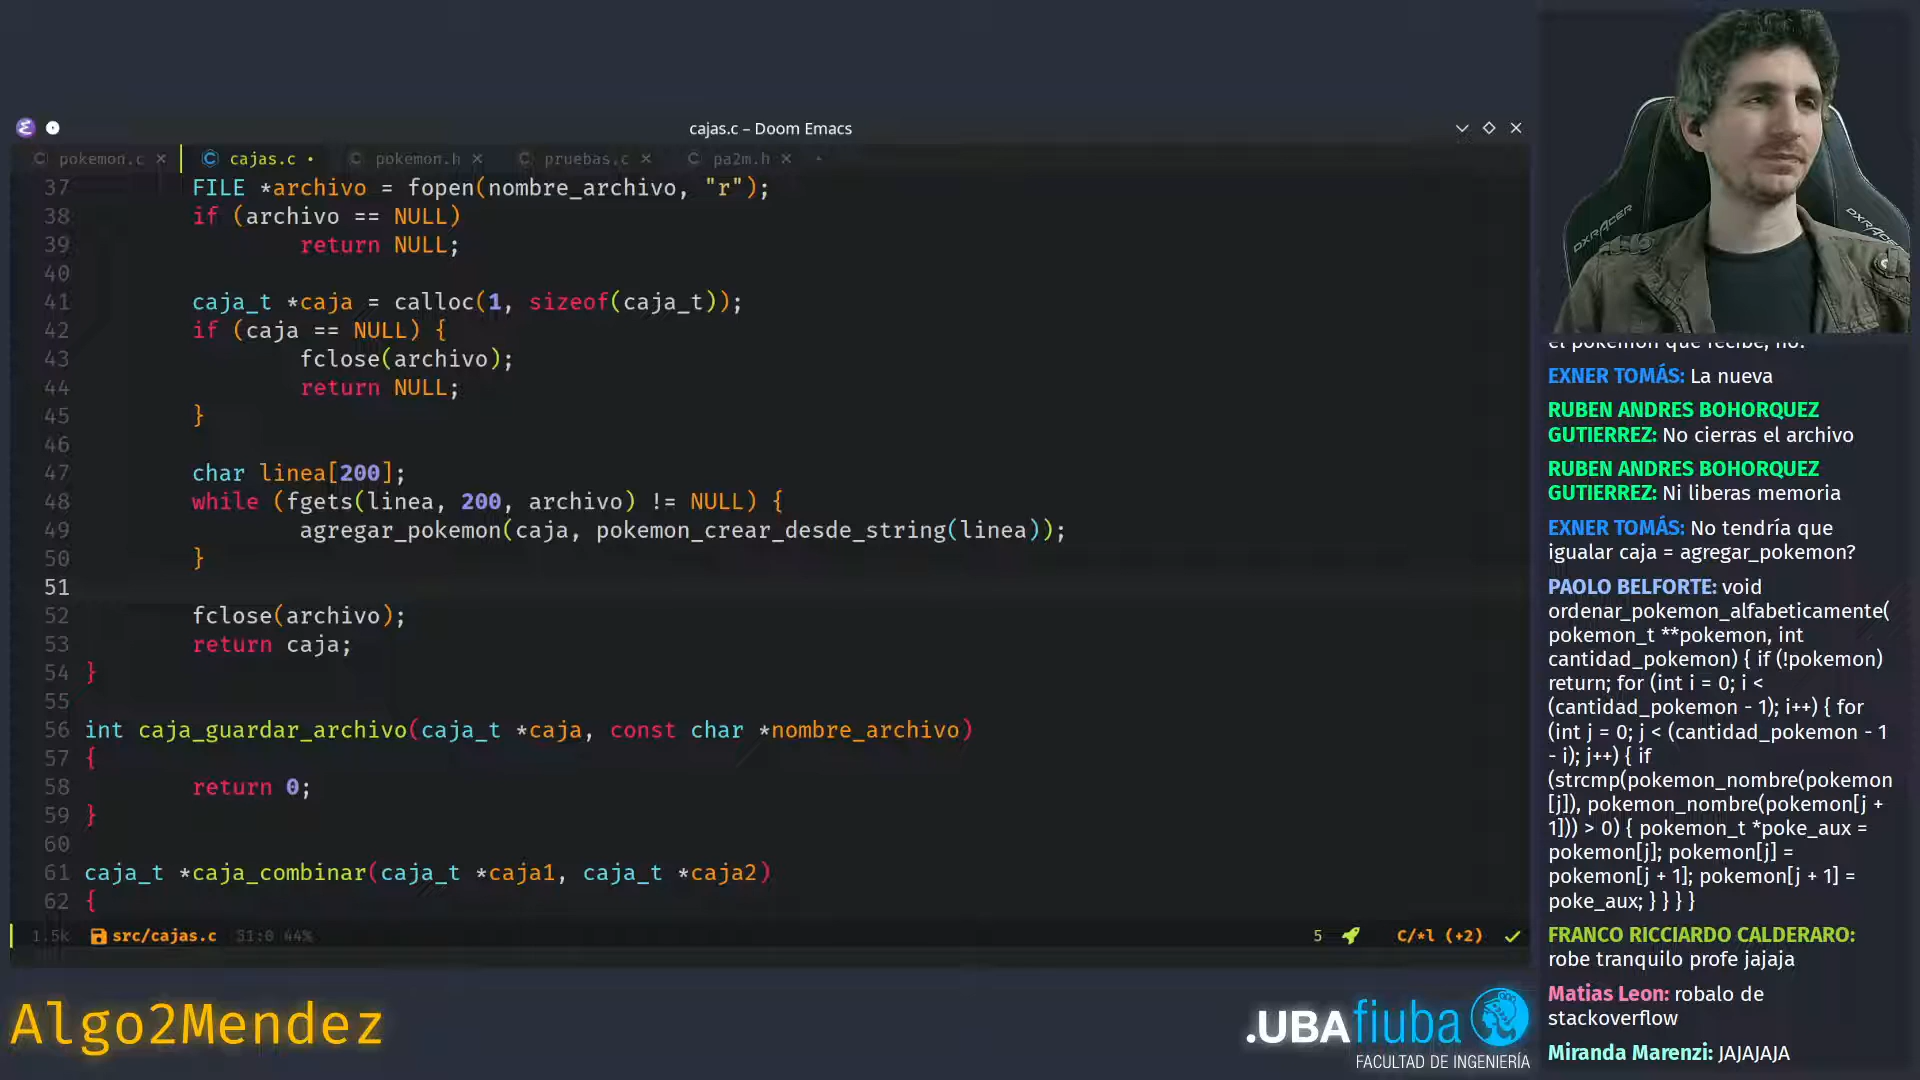 cajas.c – Doom Emacs
pokemon.c × cajas.c • pokemon.h × pruebas.c × pa2m.h ×
37 FILE *archivo = fopen(nombre_archivo, "r");
38 if (archivo == NULL)
39 return NULL;
40
41 caja_t *caja = calloc(1, sizeof(caja_t));
42 if (caja == NULL) {
43 fclose(archivo);
44 return NULL;
45 }
46
47 char linea[200];
48 while (fgets(linea, 200, archivo) != NULL) {
49 agregar_pokemon(caja, pokemon_crear_desde_string(linea));
50 }
51
52 fclose(archivo);
53 return caja;
54 }
55
56 int caja_guardar_archivo(caja_t *caja, const char *nombre_archivo)
57 {
58 return 0;
59 }
60
61 caja_t *caja_combinar(caja_t *caja1, caja_t *caja2)
62 {
1.5k src/cajas.c 51:0 44% 5 C/*l (+2)
Algo2Mendez
.UBAfiuba
FACULTAD DE INGENIERÍA
DXRACER
DXRACER
el pokemon que recibe, no?
EXNER TOMÁS: La nueva
RUBEN ANDRES BOHORQUEZ
GUTIERREZ: No cierras el archivo
RUBEN ANDRES BOHORQUEZ
GUTIERREZ: Ni liberas memoria
EXNER TOMÁS: No tendría que
igualar caja = agregar_pokemon?
PAOLO BELFORTE: void
ordenar_pokemon_alfabeticamente(
pokemon_t **pokemon, int
cantidad_pokemon) { if (!pokemon)
return; for (int i = 0; i <
(cantidad_pokemon - 1); i++) { for
(int j = 0; j < (cantidad_pokemon - 1
- i); j++) { if
(strcmp(pokemon_nombre(pokemon
[j]), pokemon_nombre(pokemon[j +
1])) > 0) { pokemon_t *poke_aux =
pokemon[j]; pokemon[j] =
pokemon[j + 1]; pokemon[j + 1] =
poke_aux; } } } }
FRANCO RICCIARDO CALDERARO:
robe tranquilo profe jajaja
Matias Leon: robalo de
stackoverflow
Miranda Marenzi: JAJAJAJA